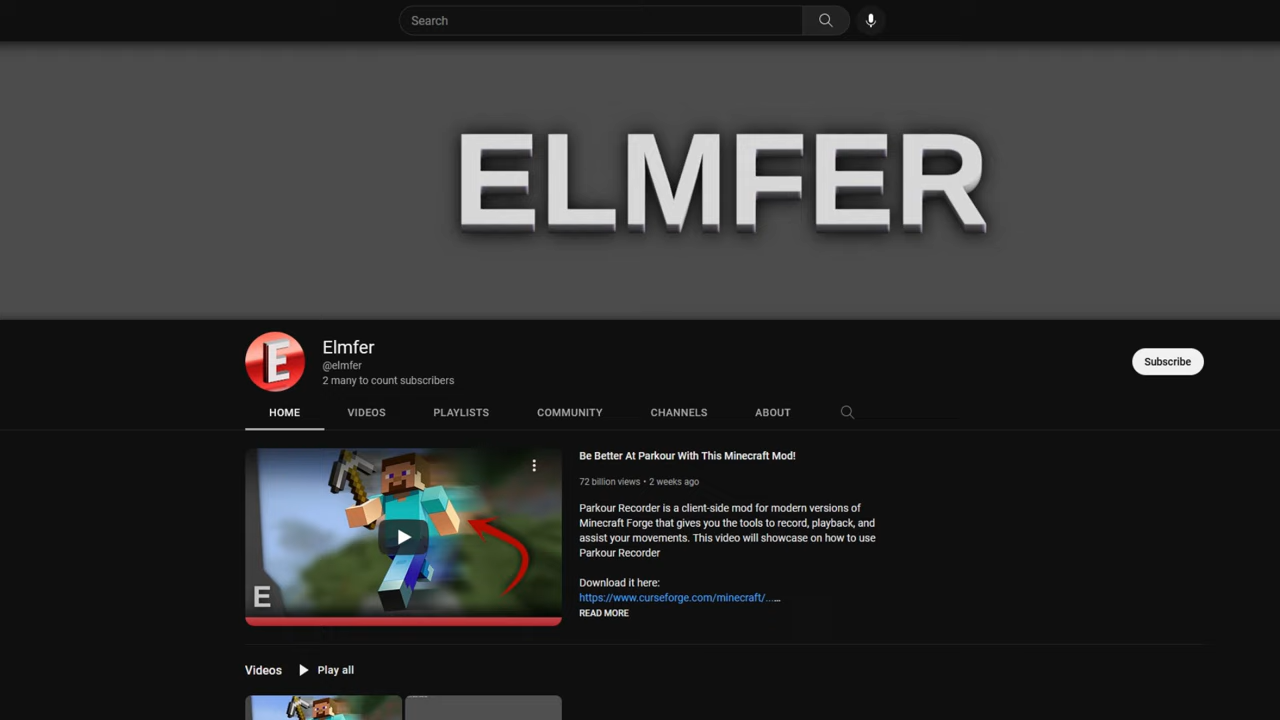 Search
ELMFER
E
Elmfer
@elmfer
2 many to count subscribers
Subscribe
HOME VIDEOS PLAYLISTS COMMUNITY CHANNELS ABOUT
E
Be Better At Parkour With This Minecraft Mod!
72 billion views • 2 weeks ago
Parkour Recorder is a client-side mod for modern versions of
Minecraft Forge that gives you the tools to record, playback, and
assist your movements. This video will showcase on how to use
Parkour Recorder
Download it here:
https://www.curseforge.com/minecraft/......
READ MORE
Videos Play all